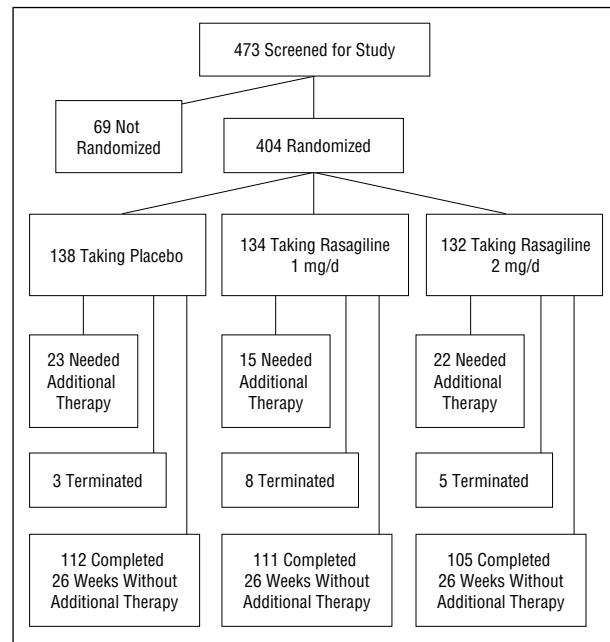 473 Screened for Study
69 Not
Randomized
404 Randomized
138 Taking Placebo
134 Taking Rasagiline
1 mg/d
132 Taking Rasagiline
2 mg/d
23 Needed
Additional
Therapy
15 Needed
Additional
Therapy
22 Needed
Additional
Therapy
3 Terminated
8 Terminated
5 Terminated
112 Completed
26 Weeks Without
Additional Therapy
111 Completed
26 Weeks Without
Additional Therapy
105 Completed
26 Weeks Without
Additional Therapy